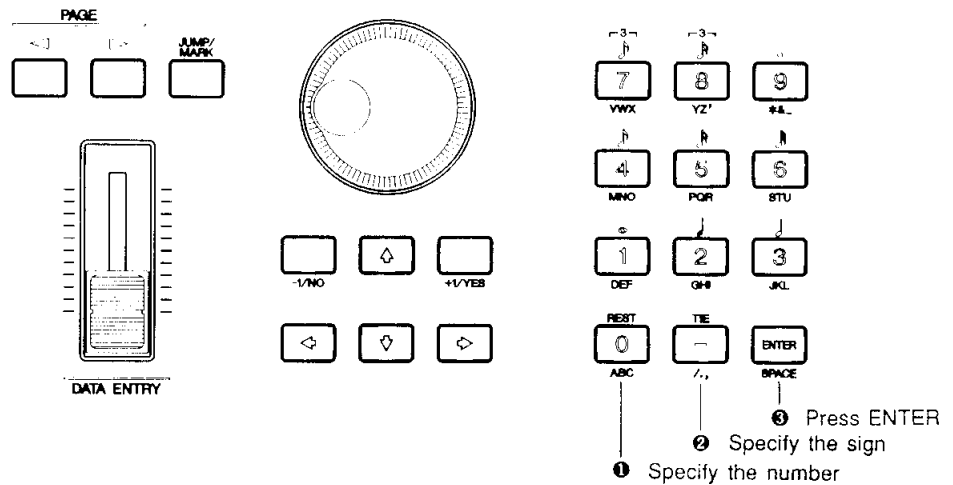 PAGE
JUMP/
MARK
DATA ENTRY
-1/NO
+1/YES
3 3
7 8 9
VWX YZ' *&_
4 5 6
MNO PQR STU
1 2 3
DEF GHI JKL
REST TIE
0 – ENTER
ABC /., SPACE
❸ Press ENTER
❷ Specify the sign
❶ Specify the number